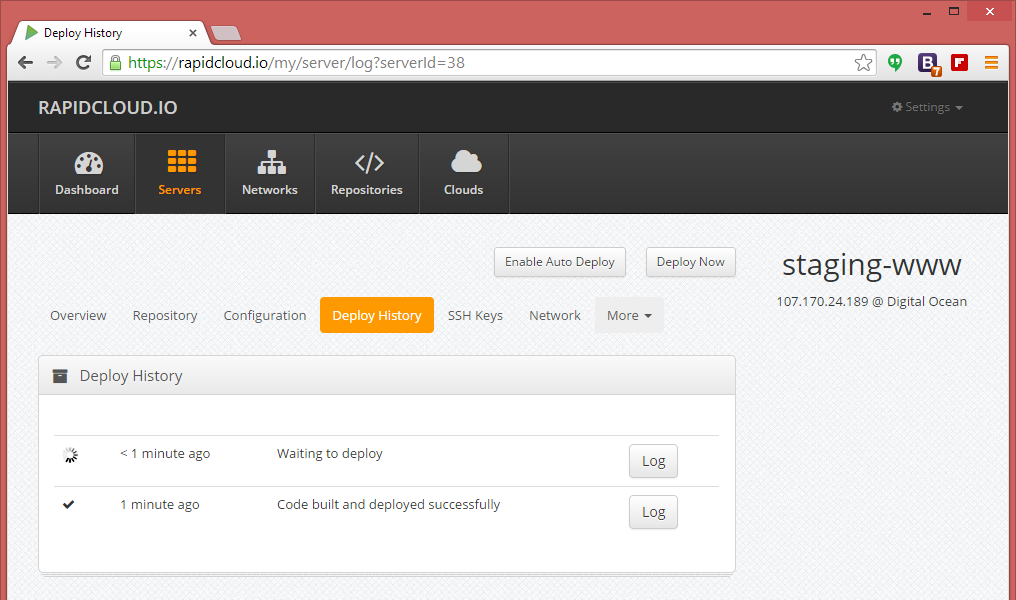 Deploy History
https://rapidcloud.io/my/server/log?serverId=38
B
7
F
RAPIDCLOUD.IO
Settings
Dashboard
Servers
Networks
Repositories
Clouds
Enable Auto Deploy
Deploy Now
staging-www
107.170.24.189 @ Digital Ocean
Overview
Repository
Configuration
Deploy History
SSH Keys
Network
More
Deploy History
< 1 minute ago
Waiting to deploy
Log
1 minute ago
Code built and deployed successfully
Log